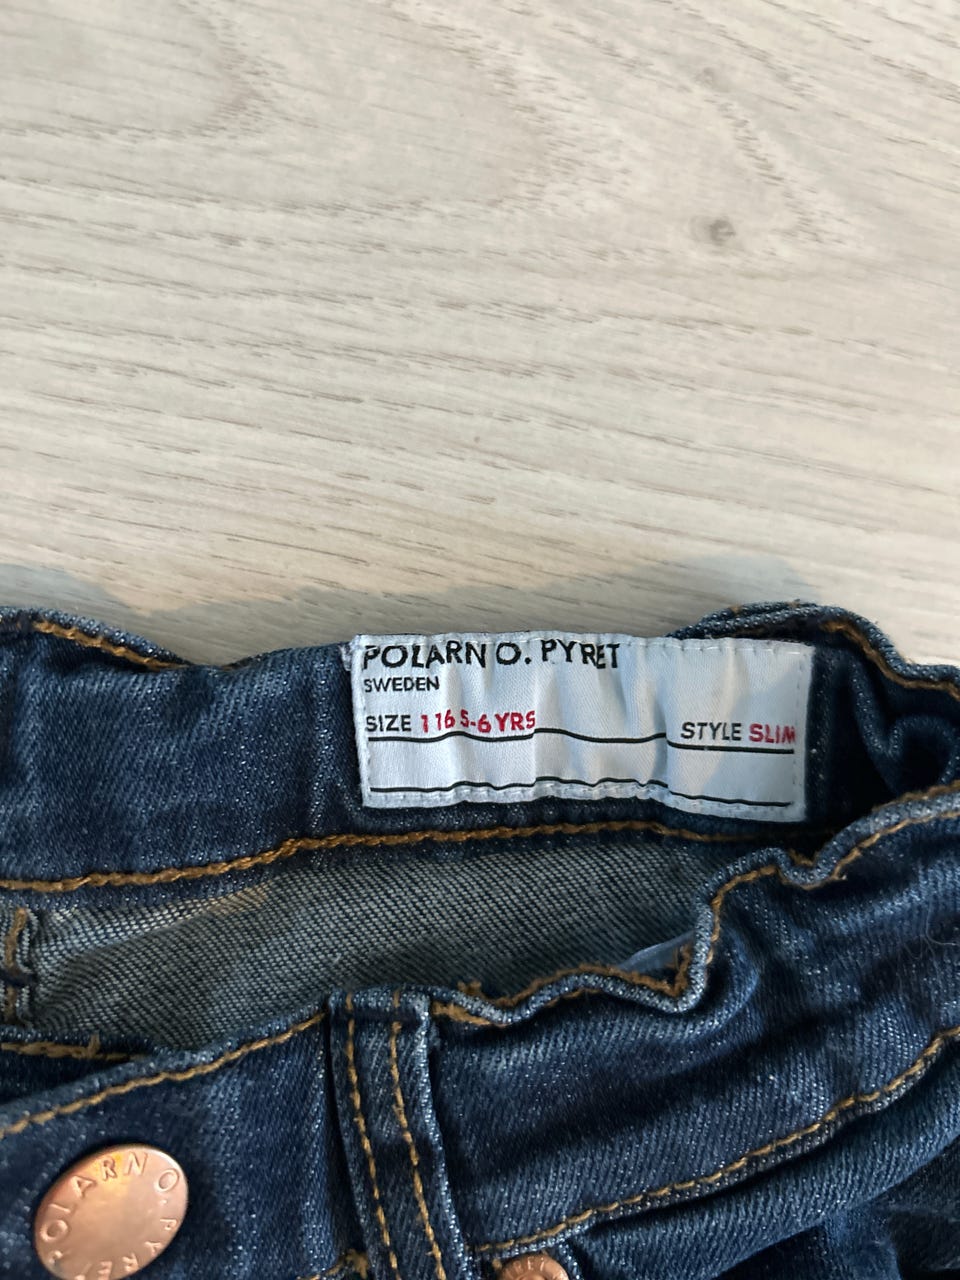 POLARN O. PYRET
SWEDEN
SIZE 116 5-6 YRS STYLE SLIM
POLARN O. PYRET